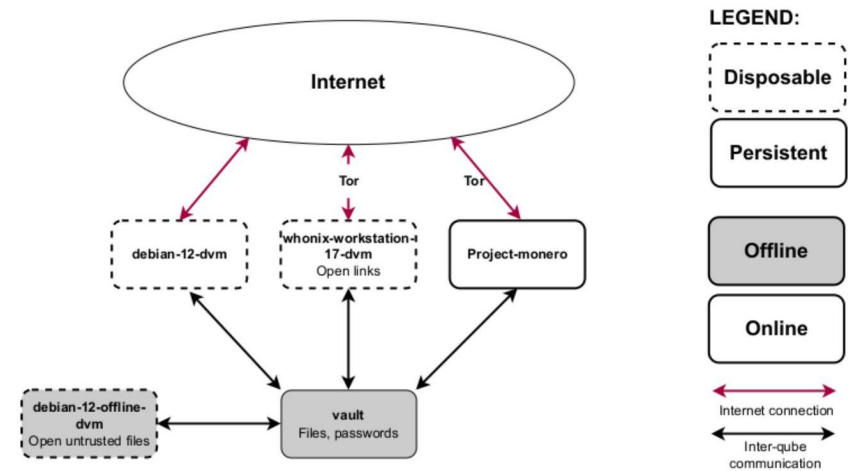 LEGEND:
Internet
Disposable
Persistent
Tor
Tor
debian-12-dvm
whonix-workstation-
17-dvm
Open links
Project-monero
Offline
Online
debian-12-offline-
dvm
Open untrusted files
vault
Files, passwords
Internet connection
Inter-qube
communication